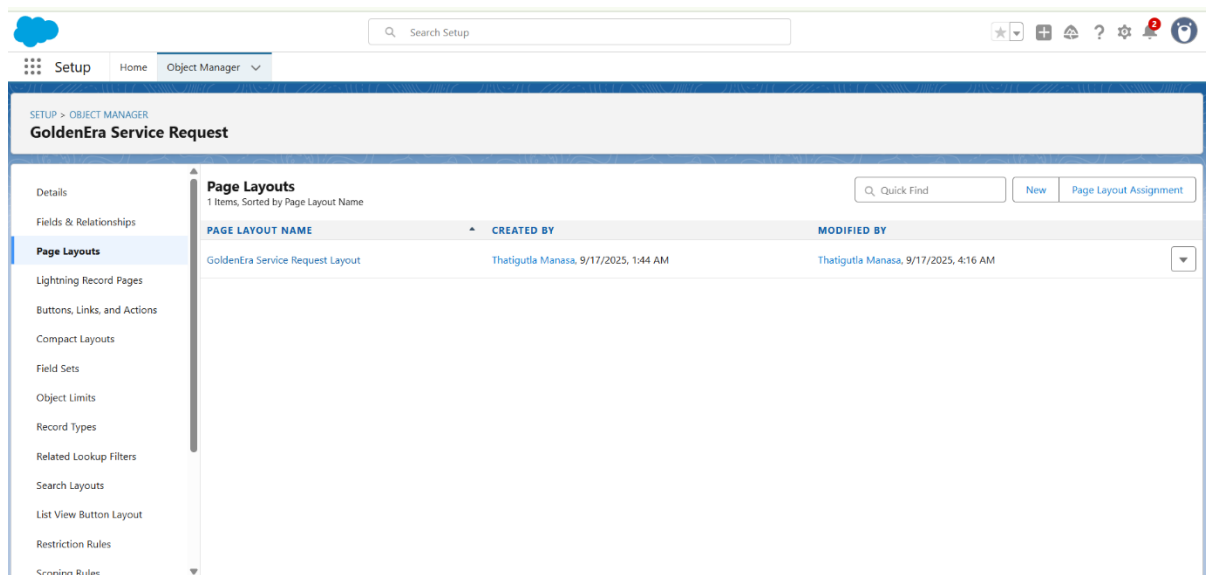 Search Setup
2
Setup
Home
Object Manager
SETUP > OBJECT MANAGER
GoldenEra Service Request
Details
Fields & Relationships
Page Layouts
Lightning Record Pages
Buttons, Links, and Actions
Compact Layouts
Field Sets
Object Limits
Record Types
Related Lookup Filters
Search Layouts
List View Button Layout
Restriction Rules
Scoping Rules
Page Layouts
1 Items, Sorted by Page Layout Name
Quick Find
New
Page Layout Assignment
PAGE LAYOUT NAME
CREATED BY
MODIFIED BY
GoldenEra Service Request Layout
Thatigutla Manasa, 9/17/2025, 1:44 AM
Thatigutla Manasa, 9/17/2025, 4:16 AM